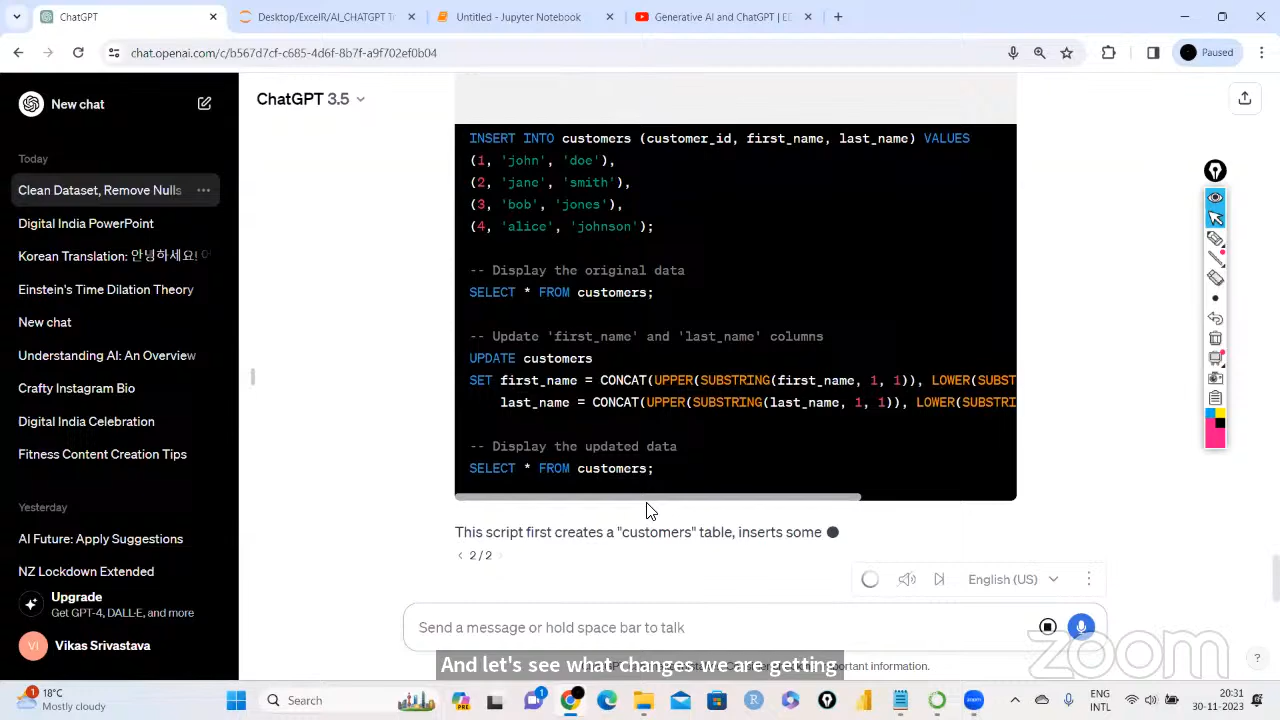 ChatGPT
Desktop/ExcelR/AI_CHATGPT Tr
Untitled - Jupyter Notebook
Generative AI and ChatGPT | E
chat.openai.com/c/b567d7cf-c685-4d6f-8b7f-a9f702ef0b04
Paused
New chat
ChatGPT 3.5
Today
Clean Dataset, Remove Nulls
Digital India PowerPoint
Korean Translation: 안녕하세요!
Einstein's Time Dilation Theory
New chat
Understanding AI: An Overview
Crafty Instagram Bio
Digital India Celebration
Fitness Content Creation Tips
Yesterday
AI Future: Apply Suggestions
NZ Lockdown Extended
Upgrade
Get GPT-4, DALL-E, and more
VI
Vikas Srivastava
INSERT INTO customers (customer_id, first_name, last_name) VALUES
(1, 'john', 'doe'),
(2, 'jane', 'smith'),
(3, 'bob', 'jones'),
(4, 'alice', 'johnson');
-- Display the original data
SELECT * FROM customers;
-- Update 'first_name' and 'last_name' columns
UPDATE customers
SET first_name = CONCAT(UPPER(SUBSTRING(first_name, 1, 1)), LOWER(SUBST
last_name = CONCAT(UPPER(SUBSTRING(last_name, 1, 1)), LOWER(SUBSTRI
-- Display the updated data
SELECT * FROM customers;
This script first creates a "customers" table, inserts some
2 / 2
English (US)
Send a message or hold space bar to talk
And let's see what changes we are getting
portant information.
zoom
?
18°C
Mostly cloudy
Search
ENG
INTL
20:31
30-11-2023